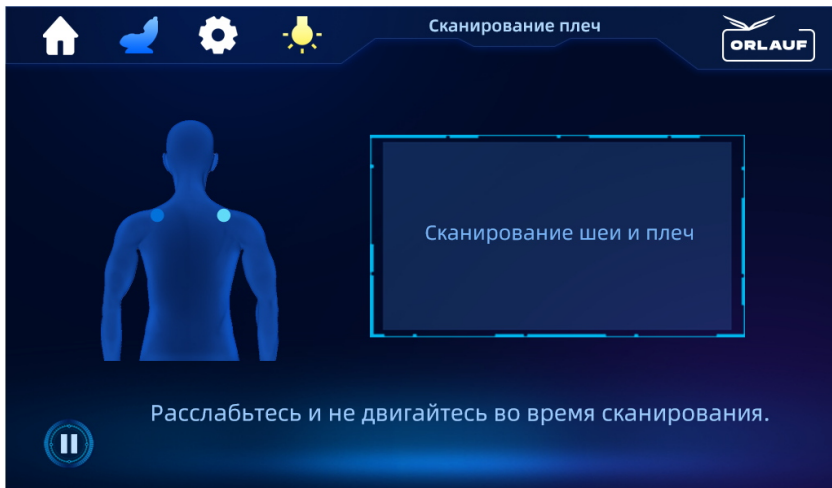 Сканирование плеч
ORLAUF
Сканирование шеи и плеч
Расслабьтесь и не двигайтесь во время сканирования.